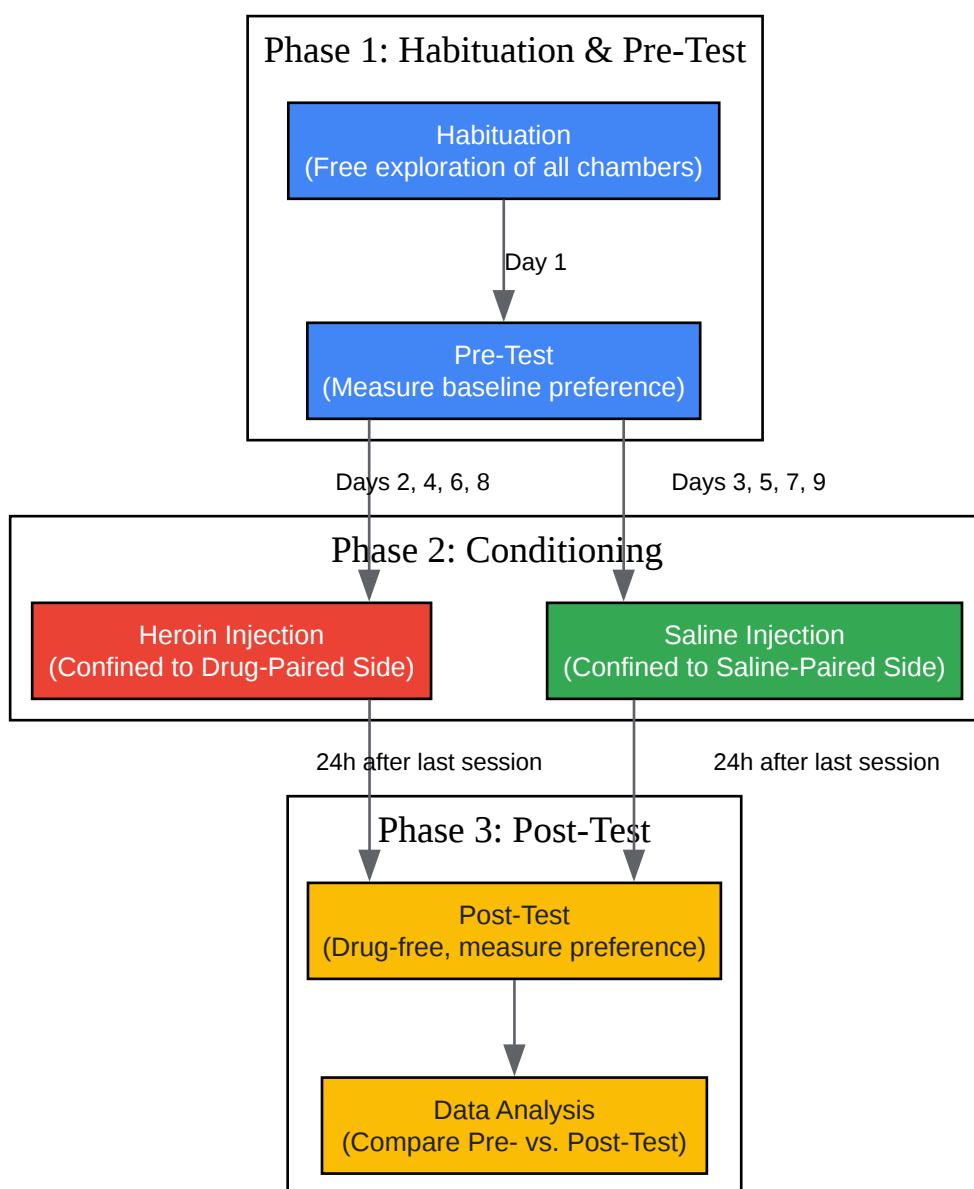 Phase 1: Habituation & Pre-Test
Habituation
(Free exploration of all chambers)
Day 1
Pre-Test
(Measure baseline preference)
Days 2, 4, 6, 8
Days 3, 5, 7, 9
Phase 2: Conditioning
Heroin Injection
(Confined to Drug-Paired Side)
Saline Injection
(Confined to Saline-Paired Side)
24h after last session
24h after last session
Phase 3: Post-Test
Post-Test
(Drug-free, measure preference)
Data Analysis
(Compare Pre- vs. Post-Test)